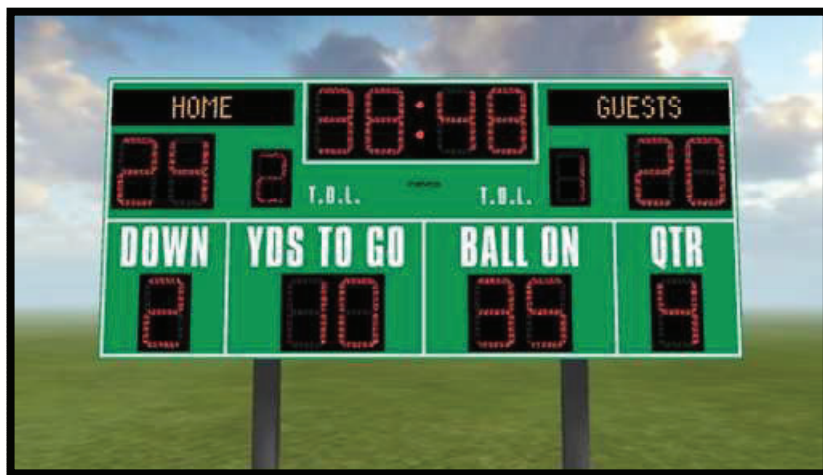 HOME 38:48 GUESTS
24 2 T.O.L. T.O.L. 1 20
DOWN YDS TO GO BALL ON QTR
2 10 35 4